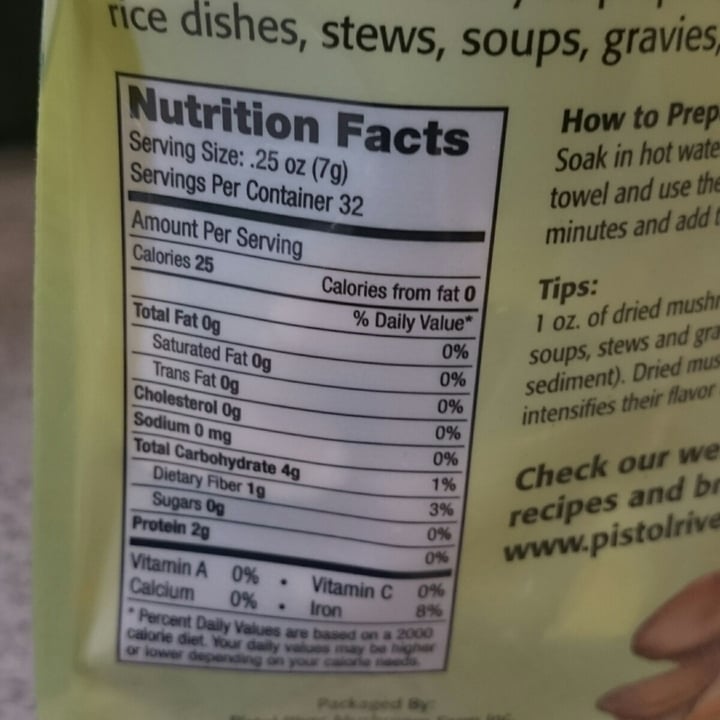 rice dishes, stews, soups, gravies,
Nutrition Facts
Serving Size: .25 oz (7g)
Servings Per Container 32
Amount Per Serving
Calories 25 Calories from fat 0
% Daily Value*
Total Fat 0g 0%
Saturated Fat 0g 0%
Trans Fat 0g 0%
Cholesterol 0g 0%
Sodium 0 mg 0%
Total Carbohydrate 4g 1%
Dietary Fiber 1g 3%
Sugars 0g 0%
Protein 2g 0%
Vitamin A 0% • Vitamin C 0%
Calcium 0% • Iron 8%
* Percent Daily Values are based on a 2000
calorie diet. Your daily values may be higher
or lower depending on your calorie needs.
How to Prep
Soak in hot wate
towel and use the
minutes and add
Tips:
1 oz. of dried mushr
soups, stews and gra
sediment). Dried mus
intensifies their flavor
Check our we
recipes and br
www.pistolrive
Packaged By: